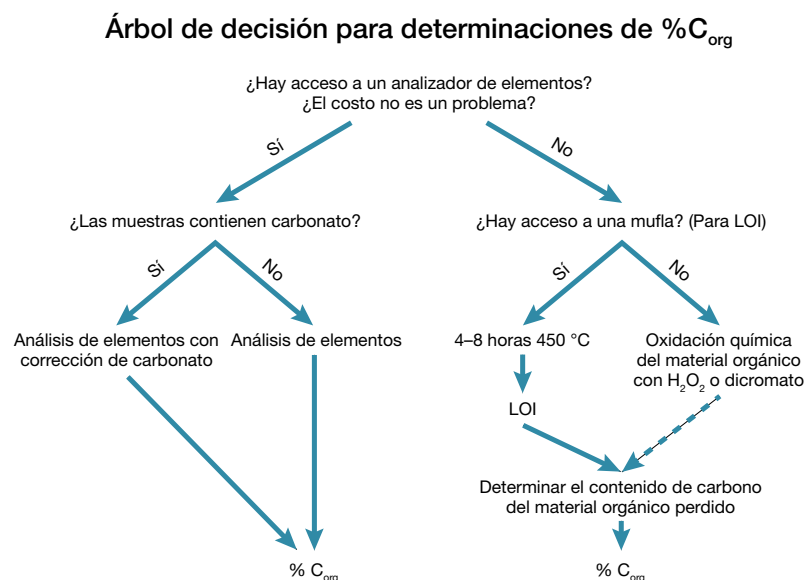 Árbol de decisión para determinaciones de %Corg
¿Hay acceso a un analizador de elementos?
¿El costo no es un problema?
Sí
No
¿Las muestras contienen carbonato?
¿Hay acceso a una mufla? (Para LOI)
Sí
No
Sí
No
Análisis de elementos con
corrección de carbonato
Análisis de elementos
4–8 horas 450 °C
Oxidación química
del material orgánico
con H₂O₂ o dicromato
LOI
Determinar el contenido de carbono
del material orgánico perdido
% Corg
% Corg